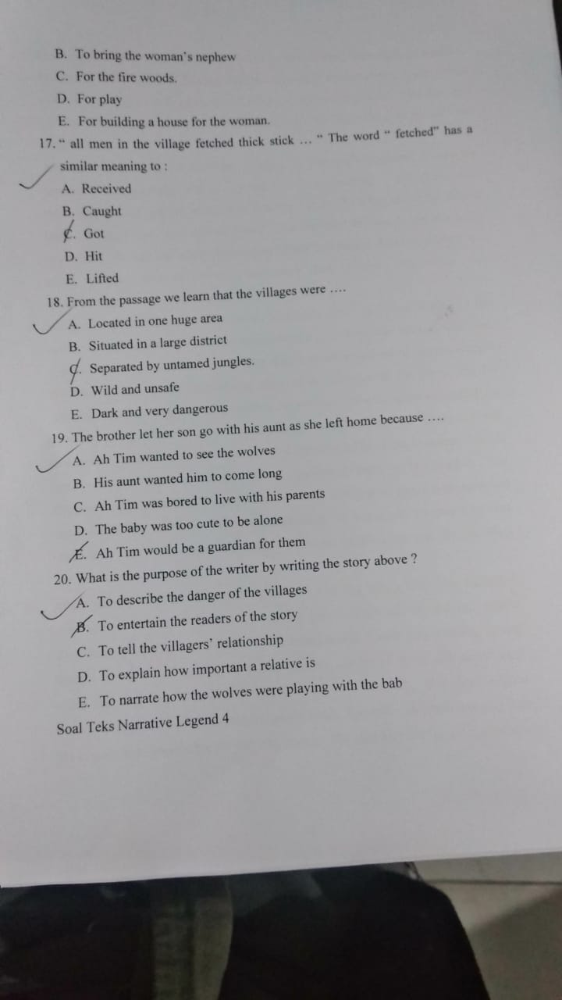 B. To bring the woman's nephew
C. For the fire woods.
D. For play
E. For building a house for the woman.
17. “ all men in the village fetched thick stick … “ The word “ fetched” has a
similar meaning to :
A. Received
B. Caught
C. Got
D. Hit
E. Lifted
18. From the passage we learn that the villages were ….
A. Located in one huge area
B. Situated in a large district
C. Separated by untamed jungles.
D. Wild and unsafe
E. Dark and very dangerous
19. The brother let her son go with his aunt as she left home because ….
A. Ah Tim wanted to see the wolves
B. His aunt wanted him to come long
C. Ah Tim was bored to live with his parents
D. The baby was too cute to be alone
E. Ah Tim would be a guardian for them
20. What is the purpose of the writer by writing the story above ?
A. To describe the danger of the villages
B. To entertain the readers of the story
C. To tell the villagers' relationship
D. To explain how important a relative is
E. To narrate how the wolves were playing with the bab
Soal Teks Narrative Legend 4